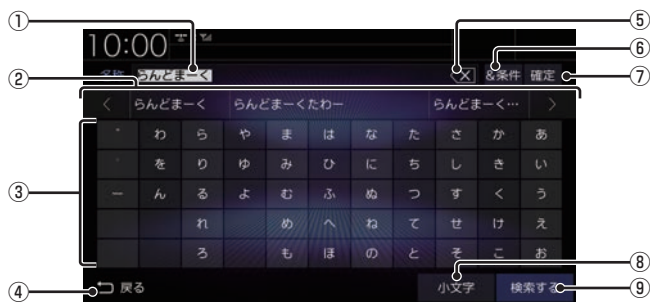 ① ⑤
⑥
10:00
② 名称 らんどまーく &条件 確定 ⑦
< らんどまーく らんどまーくたわー らんどまーく… >
゛ わ ら や ま は な た さ か あ
゜ を り ゆ み ひ に ち し き い
③ ー ん る よ む ふ ぬ つ す く う
れ め へ ね て せ け え
ろ も ほ の と そ こ お
⑧
④ 戻る 小文字 検索する ⑨